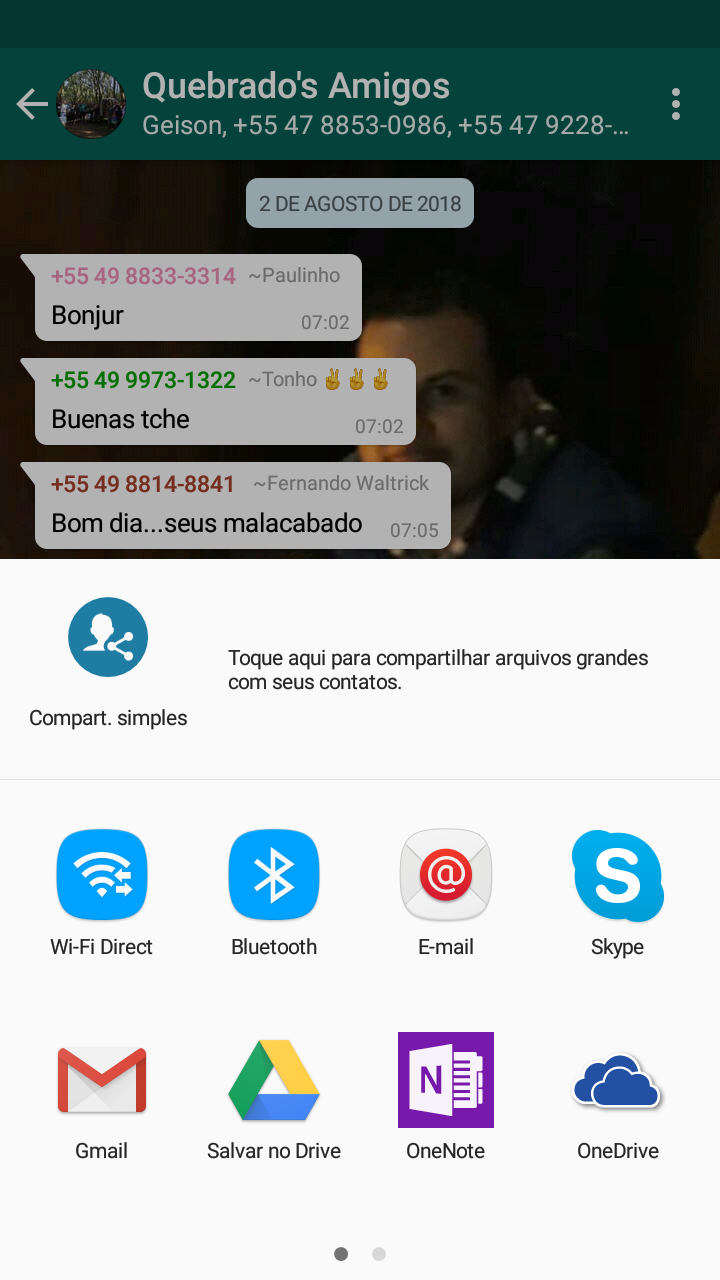 Quebrado's Amigos
Geison, +55 47 8853-0986, +55 47 9228-...
2 DE AGOSTO DE 2018
+55 49 8833-3314 ~Paulinho
Bonjur
07:02
+55 49 9973-1322 ~Tonho ✌✌✌
Buenas tche
07:02
+55 49 8814-8841 ~Fernando Waltrick
Bom dia...seus malacabado
07:05
Toque aqui para compartilhar arquivos grandes
com seus contatos.
Compart. simples
Wi-Fi Direct
Bluetooth
E-mail
Skype
Gmail
Salvar no Drive
OneNote
OneDrive